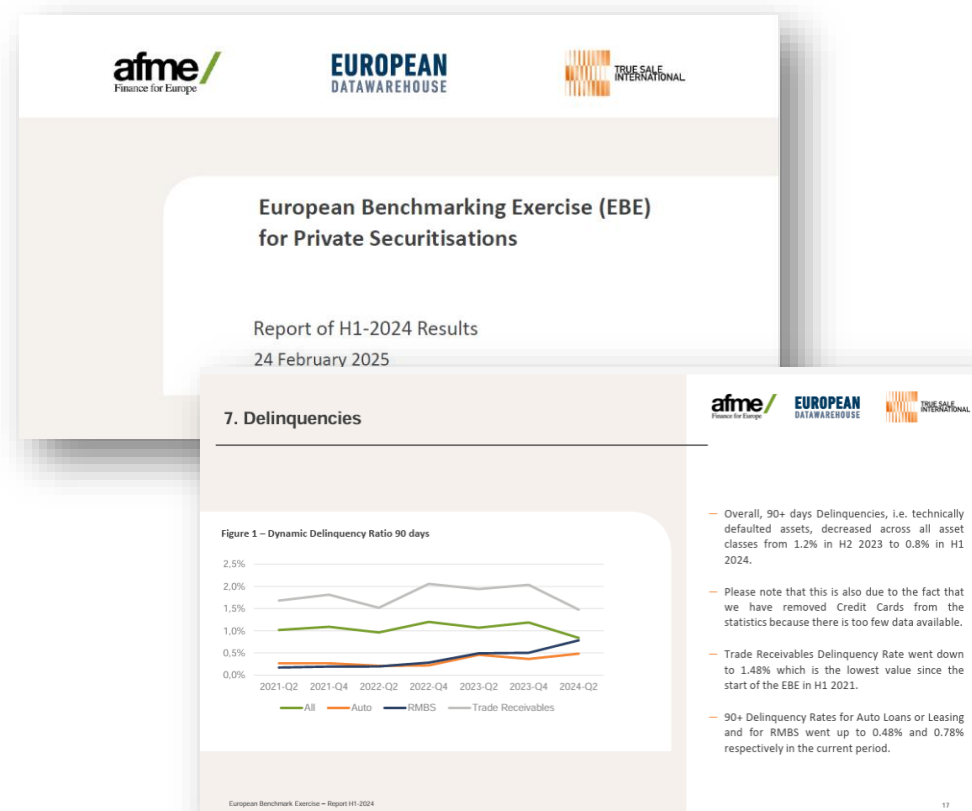 afme/
Finance for Europe
EUROPEAN
DATAWAREHOUSE
TRUE SALE
INTERNATIONAL
European Benchmarking Exercise (EBE)
for Private Securitisations
Report of H1-2024 Results
24 February 2025
7. Delinquencies
afme/
Finance for Europe
EUROPEAN
DATAWAREHOUSE
TRUE SALE
INTERNATIONAL
Figure 1 – Dynamic Delinquency Ratio 90 days
2,5%
2,0%
1,5%
1,0%
0,5%
0,0%
2021-Q2 2021-Q4 2022-Q2 2022-Q4 2023-Q2 2023-Q4 2024-Q2
All Auto RMBS Trade Receivables
– Overall, 90+ days Delinquencies, i.e. technically
defaulted assets, decreased across all asset
classes from 1.2% in H2 2023 to 0.8% in H1
2024.
– Please note that this is also due to the fact that
we have removed Credit Cards from the
statistics because there is too few data available.
– Trade Receivables Delinquency Rate went down
to 1.48% which is the lowest value since the
start of the EBE in H1 2021.
– 90+ Delinquency Rates for Auto Loans or Leasing
and for RMBS went up to 0.48% and 0.78%
respectively in the current period.
European Benchmark Exercise – Report H1-2024
17